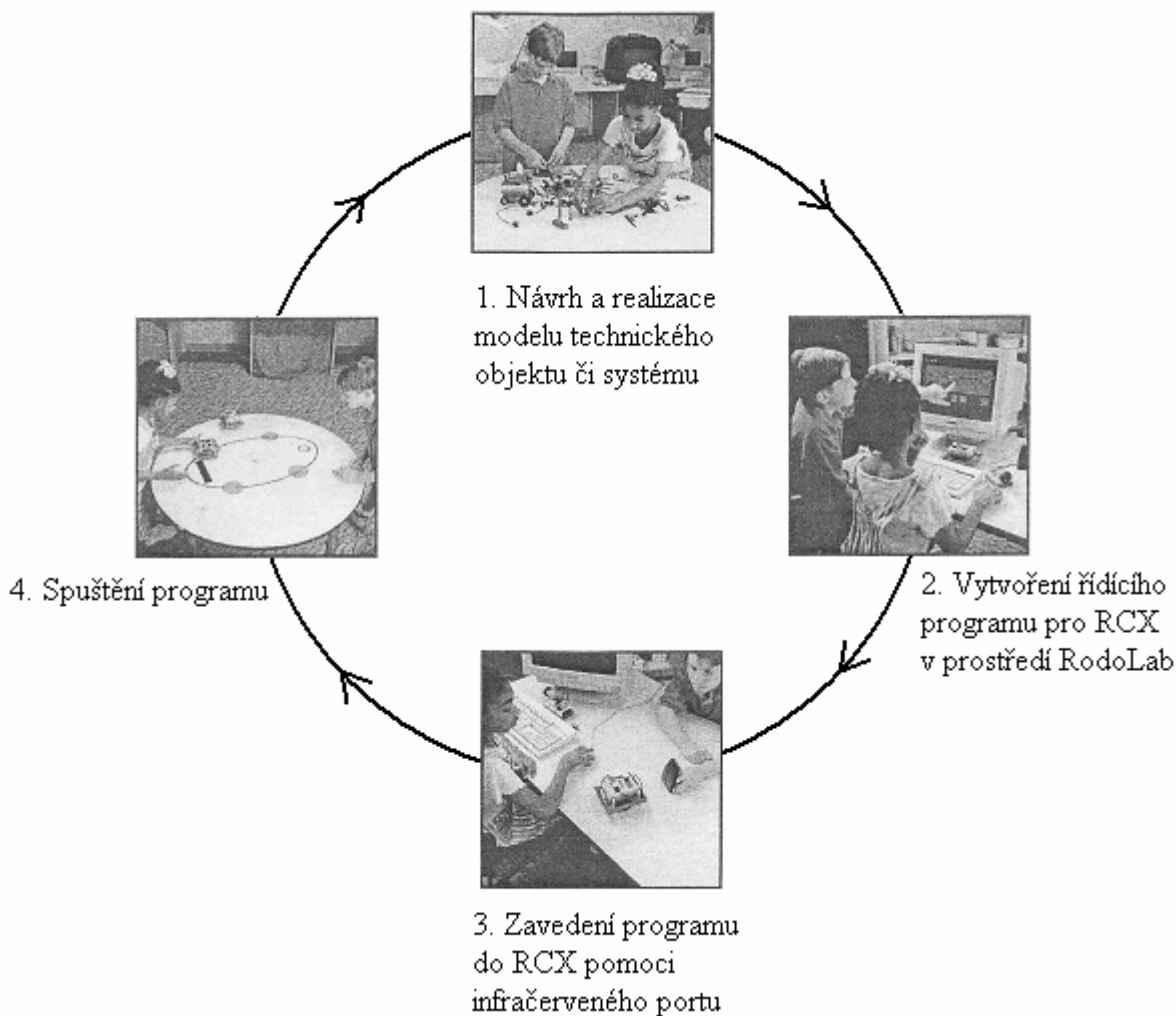 1. Návrh a realizace
modelu technického
objektu či systému
2. Vytvoření řídícího
programu pro RCX
v prostředí RodoLab
3. Zavedení programu
do RCX pomoci
infračerveného portu
4. Spuštění programu